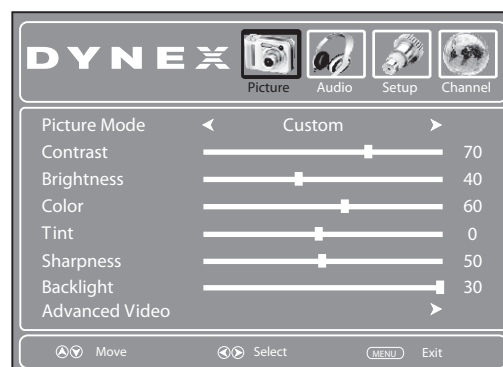 DYNEX
Picture Audio Setup Channel
Picture Mode Custom
Contrast 70
Brightness 40
Color 60
Tint 0
Sharpness 50
Backlight 30
Advanced Video
Move Select MENU Exit